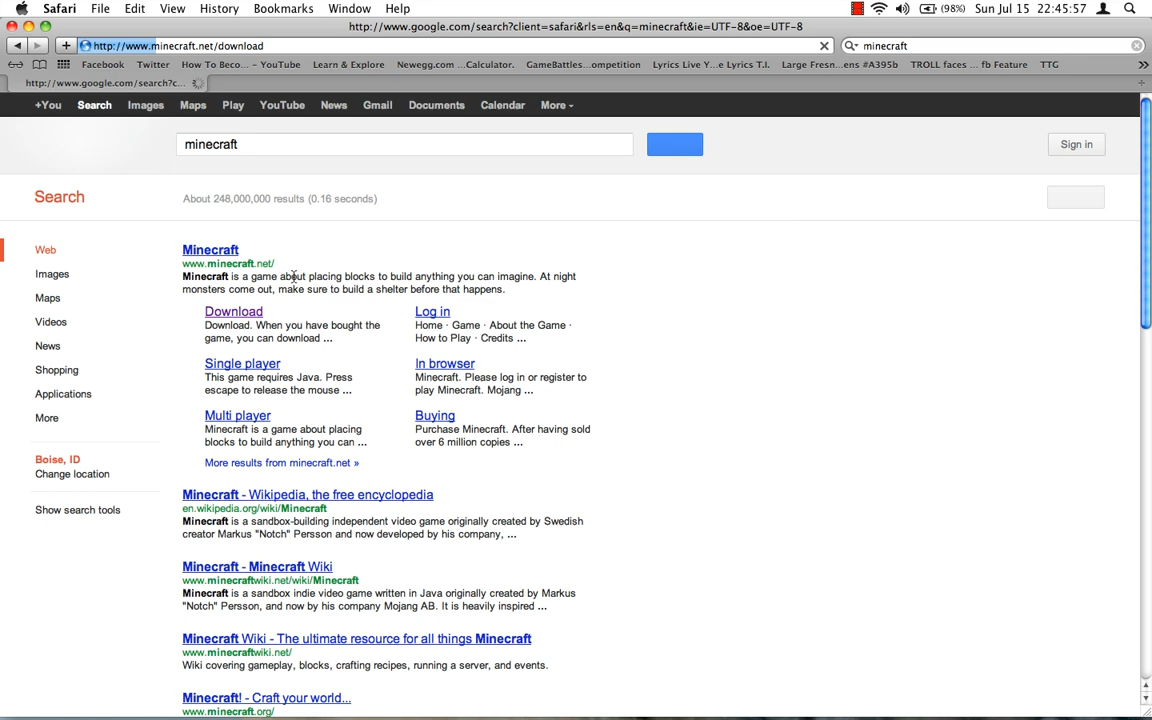 Safari File Edit View History Bookmarks Window Help (98%) Sun Jul 15 22:45:57
http://www.google.com/search?client=safari&rls=en&q=minecraft&ie=UTF-8&oe=UTF-8
http://www.minecraft.net/download minecraft
Facebook Twitter How To Beco... – YouTube Learn & Explore Newegg.com ...Calculator. GameBattles...ompetition Lyrics Live Y...e Lyrics T.I. Large Fresn...ens #A395b TROLL faces ... fb Feature TTG
http://www.google.com/search?c...
+You Search Images Maps Play YouTube News Gmail Documents Calendar More
minecraft Sign in
Search About 248,000,000 results (0.16 seconds)
Web
Images
Maps
Videos
News
Shopping
Applications
More
Boise, ID
Change location
Show search tools
Minecraft
www.minecraft.net/
Minecraft is a game about placing blocks to build anything you can imagine. At night
monsters come out, make sure to build a shelter before that happens.
Download
Download. When you have bought the
game, you can download ...
Log in
Home · Game · About the Game ·
How to Play · Credits ...
Single player
This game requires Java. Press
escape to release the mouse ...
In browser
Minecraft. Please log in or register to
play Minecraft. Mojang ...
Multi player
Minecraft is a game about placing
blocks to build anything you can ...
Buying
Purchase Minecraft. After having sold
over 6 million copies ...
More results from minecraft.net »
Minecraft - Wikipedia, the free encyclopedia
en.wikipedia.org/wiki/Minecraft
Minecraft is a sandbox-building independent video game originally created by Swedish
creator Markus "Notch" Persson and now developed by his company, ...
Minecraft - Minecraft Wiki
www.minecraftwiki.net/wiki/Minecraft
Minecraft is a sandbox indie video game written in Java originally created by Markus
"Notch" Persson, and now by his company Mojang AB. It is heavily inspired ...
Minecraft Wiki - The ultimate resource for all things Minecraft
www.minecraftwiki.net/
Wiki covering gameplay, blocks, crafting recipes, running a server, and events.
Minecraft! - Craft your world...
www.minecraft.org/